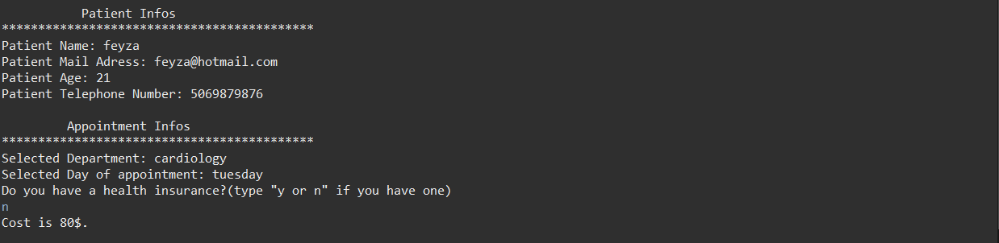 Patient Infos
*******************************************
Patient Name: feyza
Patient Mail Adress: feyza@hotmail.com
Patient Age: 21
Patient Telephone Number: 5069879876
Appointment Infos
*******************************************
Selected Department: cardiology
Selected Day of appointment: tuesday
Do you have a health insurance?(type "y or n" if you have one)
n
Cost is 80$.